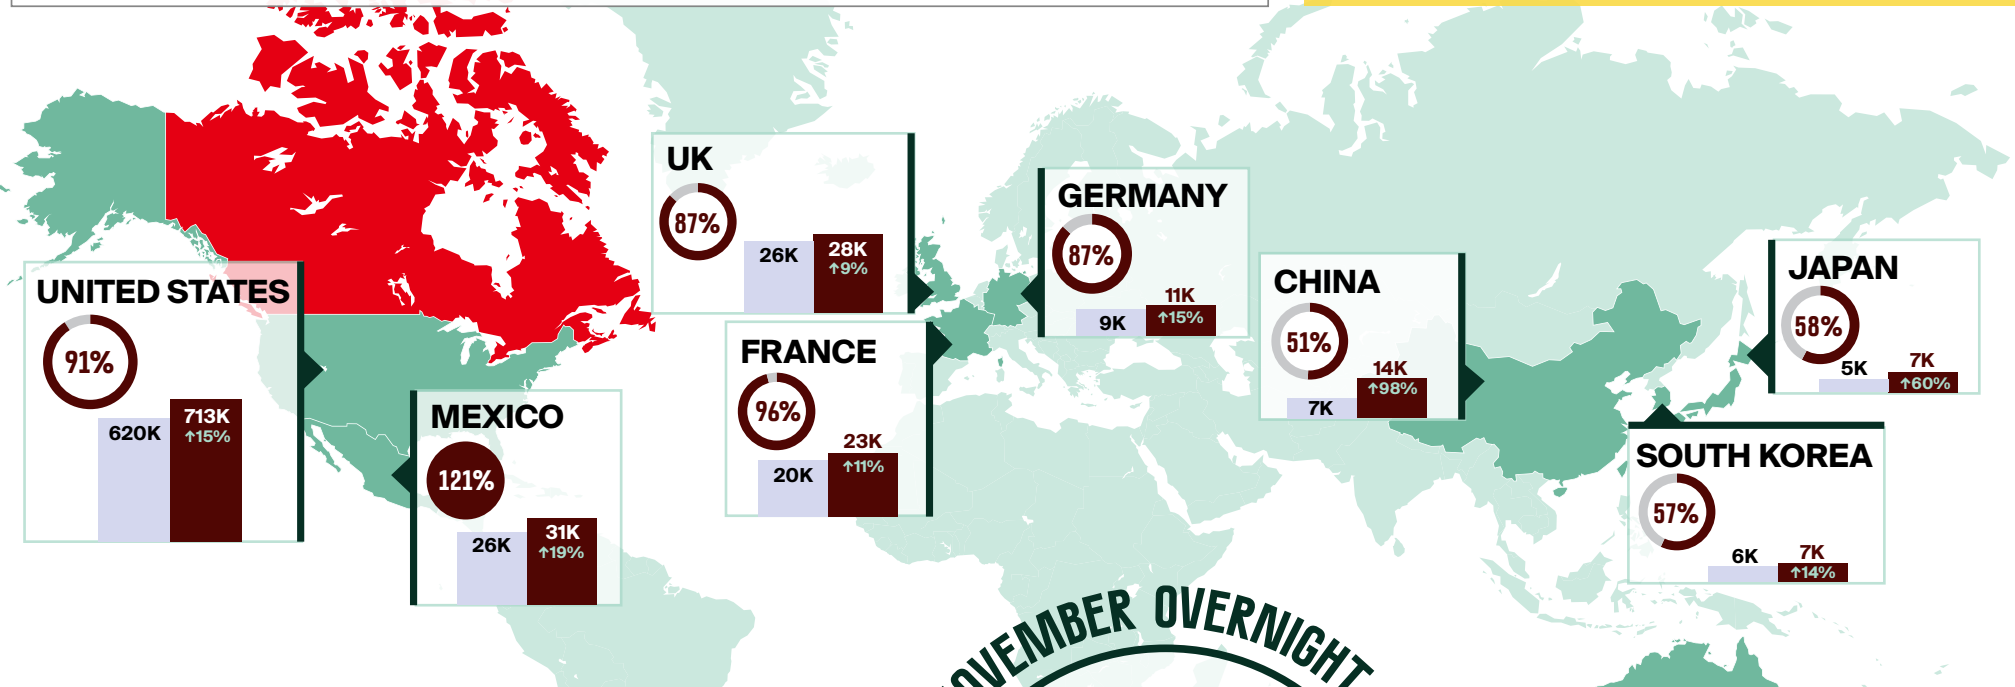 UNITED STATES
91%
620K
713K
↑15%
MEXICO
121%
26K
31K
↑19%
UK
87%
26K
28K
↑9%
FRANCE
96%
20K
23K
↑11%
GERMANY
87%
9K
11K
↑15%
CHINA
51%
7K
14K
↑98%
JAPAN
58%
5K
7K
↑60%
SOUTH KOREA
57%
6K
7K
↑14%
OVEMBER OVERNIGHT